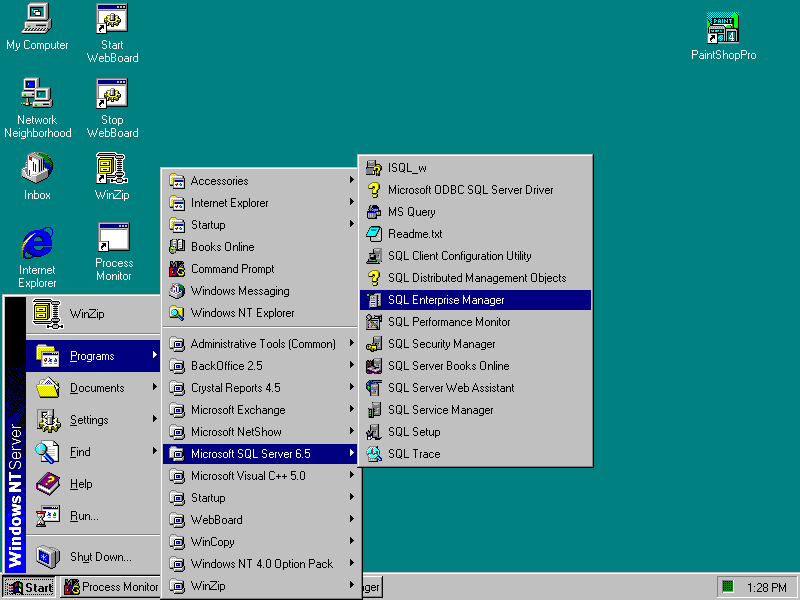 My Computer
Start
WebBoard
PAINT
4
PaintShopPro
Network
Neighborhood
Stop
WebBoard
Inbox
WinZip
Internet
Explorer
Process
Monitor
Windows NT Server
WinZip
Programs
Documents
Settings
Find
Help
Run...
Shut Down...
Accessories
Internet Explorer
Startup
Books Online
Command Prompt
Windows Messaging
Windows NT Explorer
Administrative Tools (Common)
BackOffice 2.5
Crystal Reports 4.5
Microsoft Exchange
Microsoft NetShow
Microsoft SQL Server 6.5
Microsoft Visual C++ 5.0
Startup
WebBoard
WinCopy
Windows NT 4.0 Option Pack
WinZip
ISQL_w
Microsoft ODBC SQL Server Driver
MS Query
Readme.txt
SQL Client Configuration Utility
SQL Distributed Management Objects
SQL Enterprise Manager
SQL Performance Monitor
SQL Security Manager
SQL Server Books Online
SQL Server Web Assistant
SQL Service Manager
SQL Setup
SQL Trace
Start
Process Monitor
ager
1:28 PM